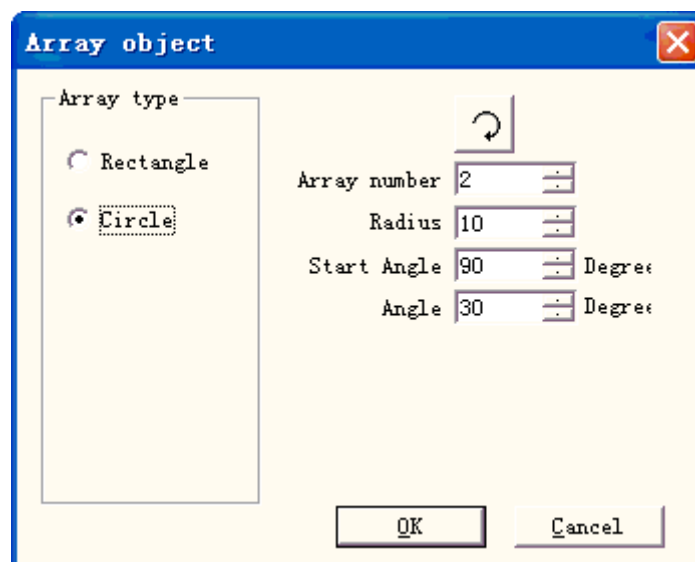 Array object
Array type
Rectangle
Circle
Array number 2
Radius 10
Start Angle 90 Degree
Angle 30 Degree
OK Cancel